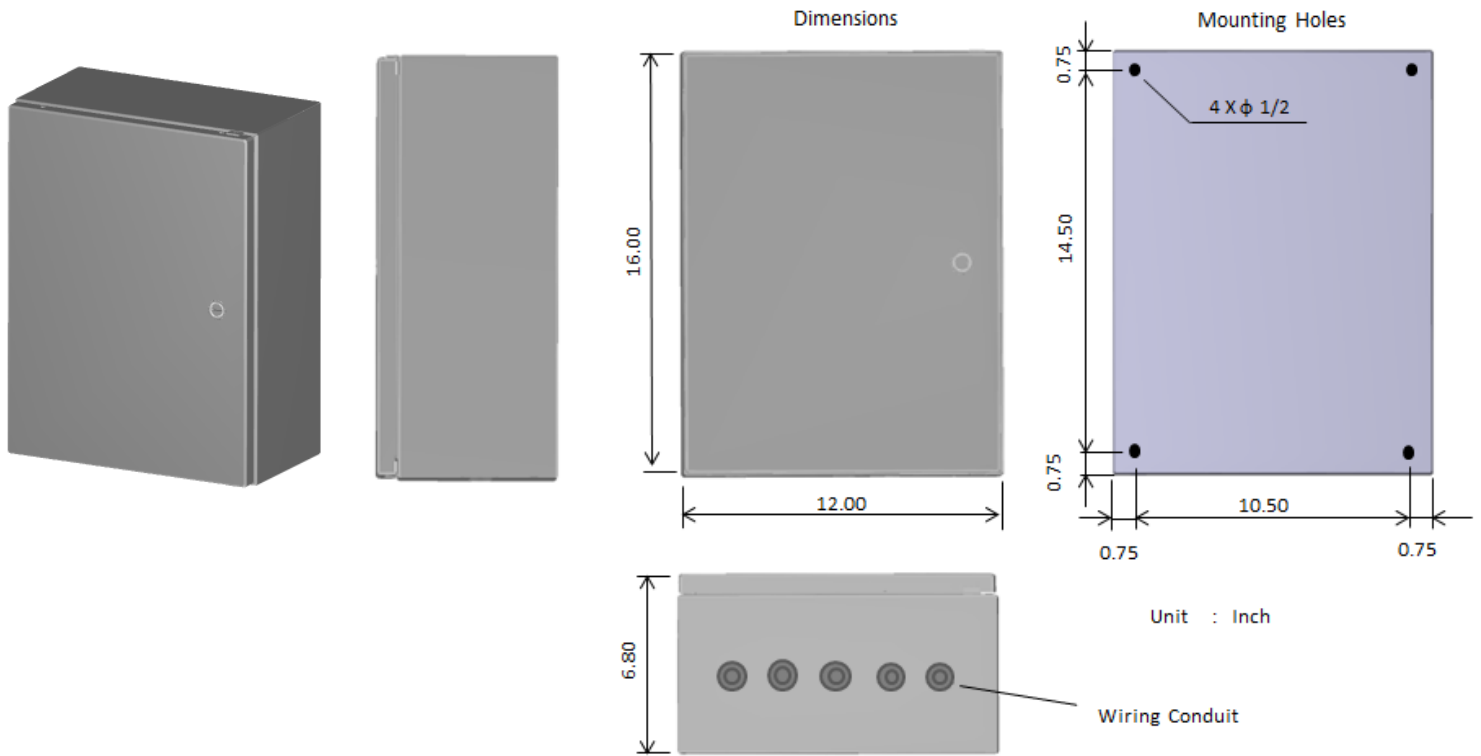 Dimensions
Mounting Holes
0.75
4 X ϕ 1/2
16.00
14.50
0.75
12.00
10.50
0.75
0.75
6.80
Unit : Inch
Wiring Conduit